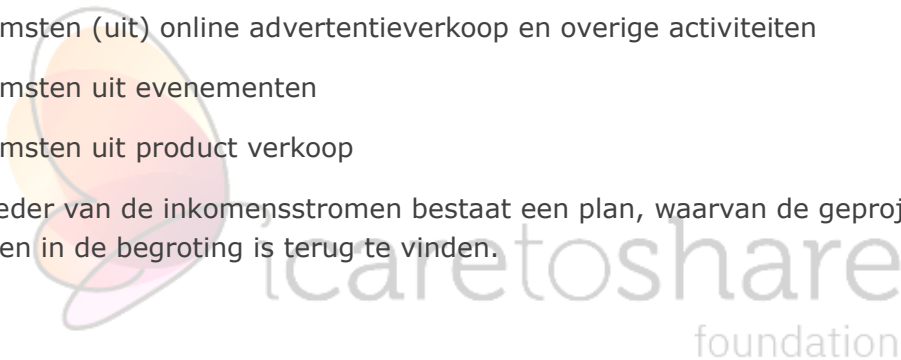 msten (uit) online advertentieverkoop en overige activiteiten
msten uit evenementen
msten uit product verkoop
eder van de inkomensstromen bestaat een plan, waarvan de geproj
en in de begroting is terug te vinden.
icaretoshare
foundation